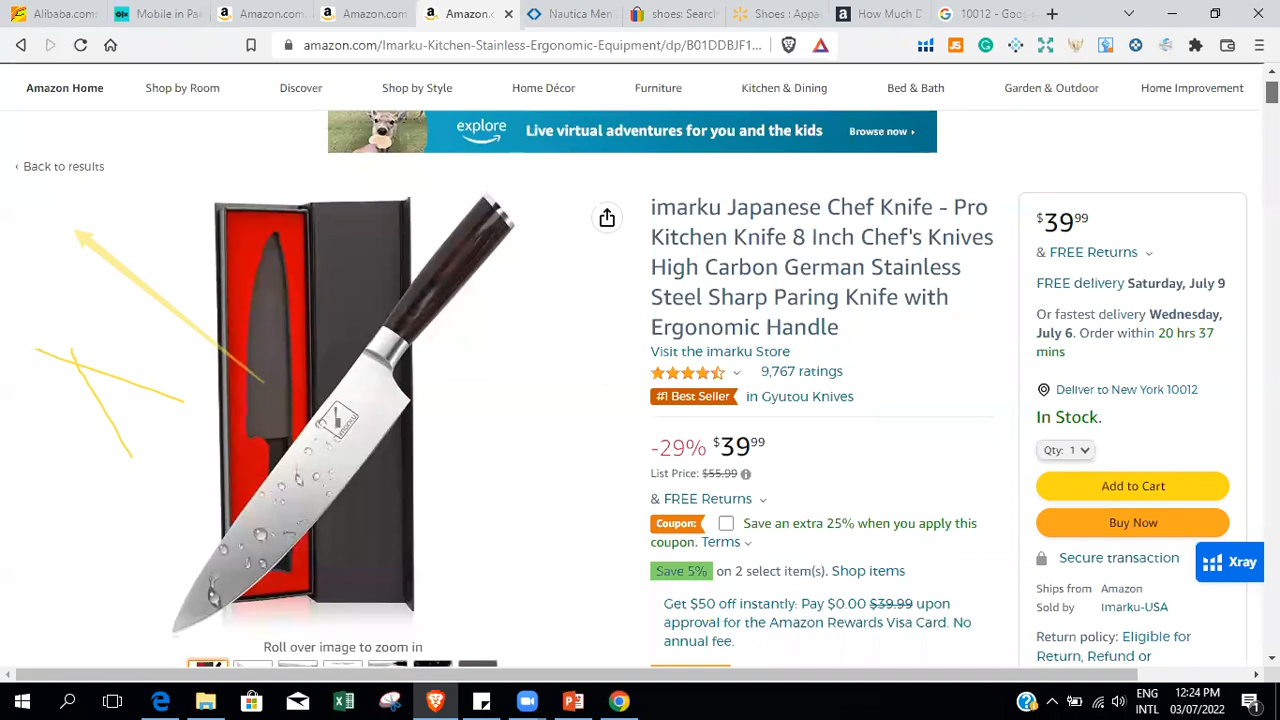 Alibaba.co
Mobile in Pak
Amazon.com
Amazon.com
Amazon.c
Nautica Men
shoes: Search
Shoes : Appa
How Much D
10012 - Goog
amazon.com/Imarku-Kitchen-Stainless-Ergonomic-Equipment/dp/B01DDBJF1...
Amazon Home
Shop by Room
Discover
Shop by Style
Home Décor
Furniture
Kitchen & Dining
Bed & Bath
Garden & Outdoor
Home Improvement
explore
Live virtual adventures for you and the kids
Browse now ›
‹ Back to results
imarku
Roll over image to zoom in
imarku Japanese Chef Knife - Pro
Kitchen Knife 8 Inch Chef's Knives
High Carbon German Stainless
Steel Sharp Paring Knife with
Ergonomic Handle
Visit the imarku Store
9,767 ratings
#1 Best Seller in Gyutou Knives
-29% $3999
List Price: $55.99
& FREE Returns
Coupon: Save an extra 25% when you apply this
coupon. Terms
Save 5% on 2 select item(s). Shop items
Get $50 off instantly: Pay $0.00 $39.99 upon
approval for the Amazon Rewards Visa Card. No
annual fee.
$3999
& FREE Returns
FREE delivery Saturday, July 9
Or fastest delivery Wednesday,
July 6. Order within 20 hrs 37
mins
Deliver to New York 10012
In Stock.
Qty: 1
Add to Cart
Buy Now
Secure transaction
Xray
Ships from Amazon
Sold by Imarku-USA
Return policy: Eligible for
Return, Refund or
ENG
INTL
12:24 PM
03/07/2022